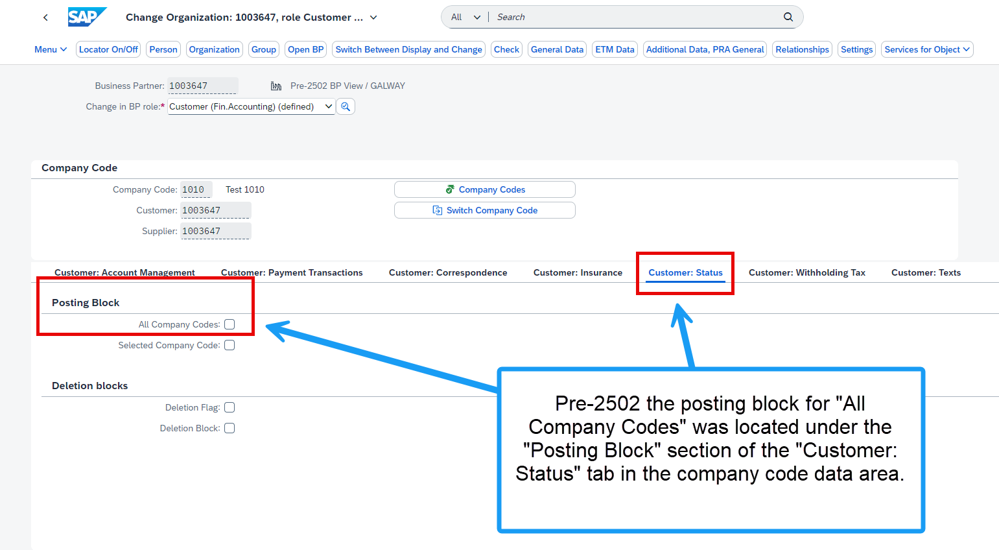 SAP Change Organization: 1003647, role Customer ... All Search
Menu Locator On/Off Person Organization Group Open BP Switch Between Display and Change Check General Data ETM Data Additional Data, PRA General Relationships Settings Services for Object
Business Partner: 1003647 Pre-2502 BP View / GALWAY
Change in BP role:* Customer (Fin.Accounting) (defined)
Company Code
Company Code: 1010 Test 1010 Company Codes
Customer: 1003647 Switch Company Code
Supplier: 1003647
Customer: Account Management Customer: Payment Transactions Customer: Correspondence Customer: Insurance Customer: Status Customer: Withholding Tax Customer: Texts
Posting Block
All Company Codes:
Selected Company Code:
Deletion blocks
Deletion Flag:
Deletion Block:
Pre-2502 the posting block for "All
Company Codes" was located under the
"Posting Block" section of the "Customer:
Status" tab in the company code data area.